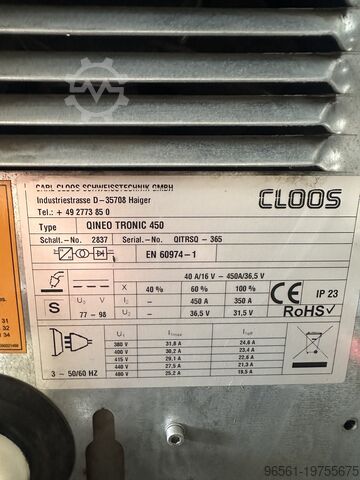 CARL CLOOS SCHWEISSTECHNIK GMBH
Industriestrasse D-35708 Haiger
Tel.: + 49 2773 85 0
CLOOS
Type QINEO TRONIC 450
Schalt.-No. 2837 Serial.-No. QITRSQ - 365
EN 60974-1
40 A/16 V - 450A/36,5 V
X 40 % 60 % 100 %
S U₀ V I₂ - 450 A 350 A
77 - 98 U₂ - 36,5 V 31,5 V
CE IP 23
RoHS
U₁ I₁max I₁eff
380 V 31,8 A 24,6 A
400 V 30,2 A 23,4 A
415 V 29,1 A 22,6 A
440 V 27,5 A 21,3 A
480 V 25,2 A 19,5 A
3 ~ 50/60 HZ
31
32
34
96561-19755675